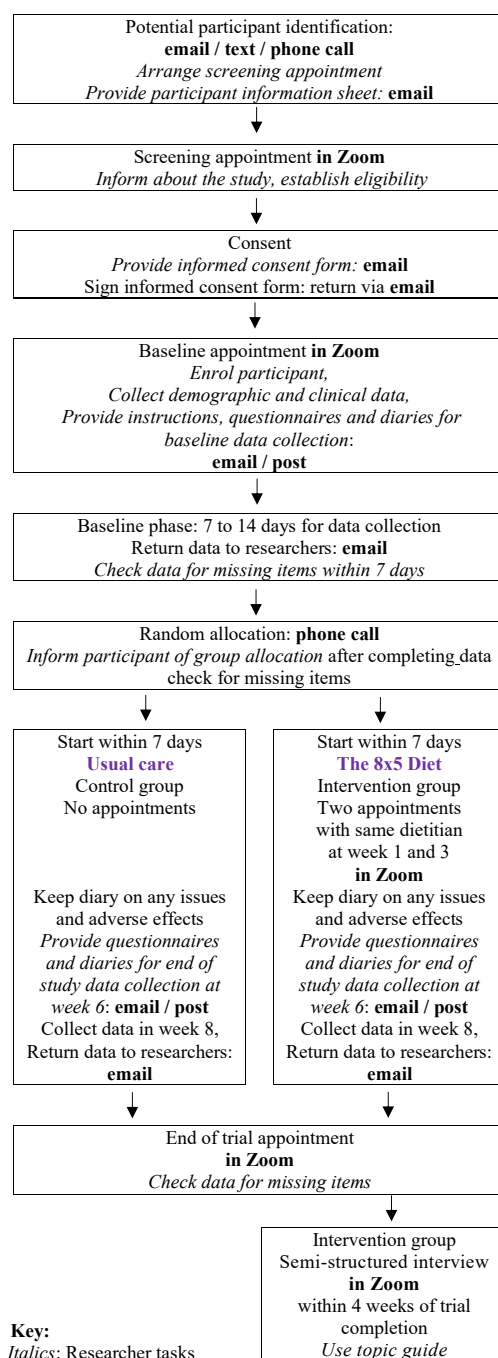 Potential participant identification:
email / text / phone call
Arrange screening appointment
Provide participant information sheet: email
Screening appointment in Zoom
Inform about the study, establish eligibility
Consent
Provide informed consent form: email
Sign informed consent form: return via email
Baseline appointment in Zoom
Enrol participant,
Collect demographic and clinical data,
Provide instructions, questionnaires and diaries for
baseline data collection:
email / post
Baseline phase: 7 to 14 days for data collection
Return data to researchers: email
Check data for missing items within 7 days
Random allocation: phone call
Inform participant of group allocation after completing data
check for missing items
Start within 7 days
Usual care
Control group
No appointments
Keep diary on any issues
and adverse effects
Provide questionnaires
and diaries for end of
study data collection at
week 6: email / post
Collect data in week 8,
Return data to researchers:
email
Start within 7 days
The 8x5 Diet
Intervention group
Two appointments
with same dietitian
at week 1 and 3
in Zoom
Keep diary on any issues
and adverse effects
Provide questionnaires
and diaries for end of
study data collection at
week 6: email / post
Collect data in week 8,
Return data to researchers:
email
End of trial appointment
in Zoom
Check data for missing items
Intervention group
Semi-structured interview
in Zoom
within 4 weeks of trial
completion
Use topic guide
Key:
Italics: Researcher tasks